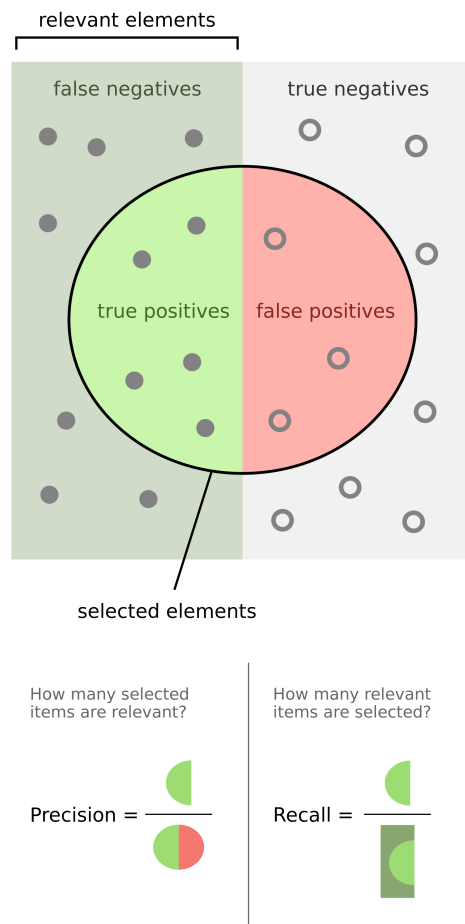 relevant elements
false negatives
true negatives
true positives
false positives
selected elements
How many selected
items are relevant?
How many relevant
items are selected?
Precision =
Recall =